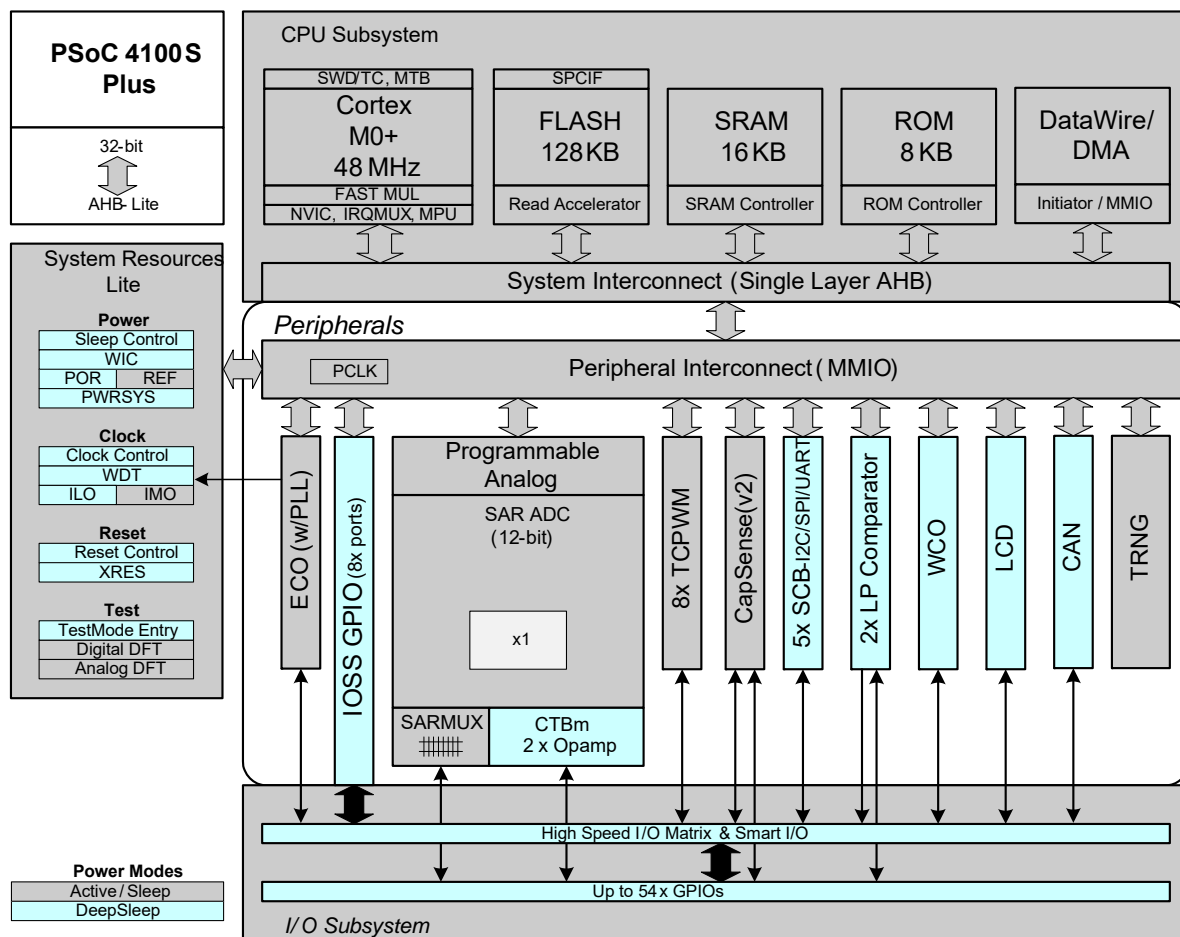 PSoC 4100S
Plus
32-bit
AHB-Lite
CPU Subsystem
SWD/TC, MTB
Cortex
M0+
48 MHz
FAST MUL
NVIC, IRQMUX, MPU
SPCIF
FLASH
128 KB
Read Accelerator
SRAM
16 KB
SRAM Controller
ROM
8 KB
ROM Controller
DataWire/
DMA
Initiator / MMIO
System Interconnect (Single Layer AHB)
System Resources
Lite
Power
Sleep Control
WIC
POR
REF
PWRSYS
Clock
Clock Control
WDT
ILO
IMO
Reset
Reset Control
XRES
Test
TestMode Entry
Digital DFT
Analog DFT
Peripherals
PCLK
Peripheral Interconnect (MMIO)
ECO (w/PLL)
IOSS GPIO (8x ports)
Programmable
Analog
SAR ADC
(12-bit)
x1
SARMUX
CTBm
2 x Opamp
8x TCPWM
CapSense(v2)
5x SCB-I2C/SPI/UART
2x LP Comparator
WCO
LCD
CAN
TRNG
High Speed I/O Matrix & Smart I/O
Up to 54x GPIOs
I/O Subsystem
Power Modes
Active / Sleep
DeepSleep